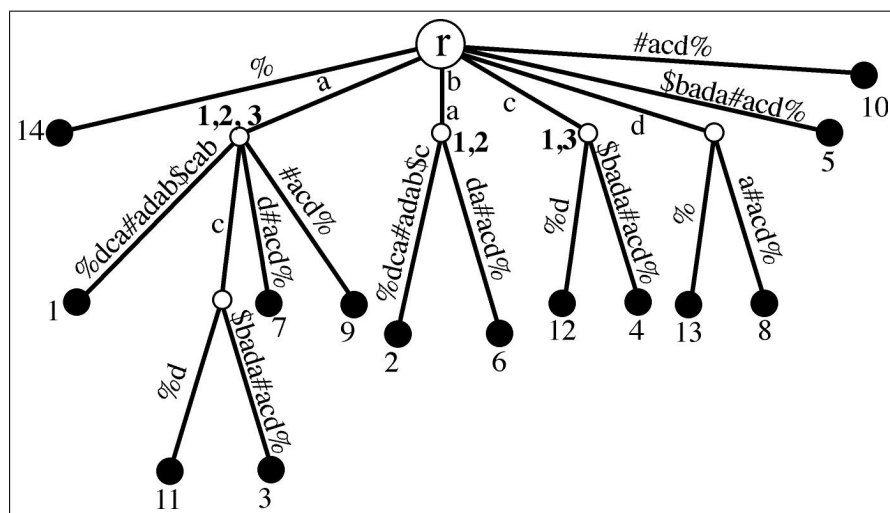 r
#acd%
%
a
b
c
d
$bada#acd%
10
14
1,2,3
a
1,2
1,3
5
%dca#adab$cab
c
d#acd%
#acd%
%dca#adab$c
da#acd%
%d
$bada#acd%
%
a#acd%
1
7
9
2
6
12
4
13
8
%d
$bada#acd%
11
3